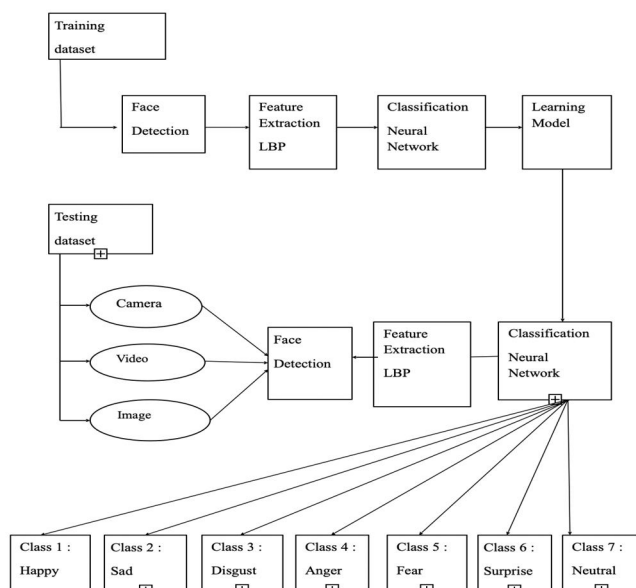 Training
dataset
Face
Detection
Feature
Extraction
LBP
Classification
Neural
Network
Learning
Model
Testing
dataset
Camera
Video
Image
Face
Detection
Feature
Extraction
LBP
Classification
Neural
Network
Class 1 :
Happy
Class 2 :
Sad
Class 3 :
Disgust
Class 4 :
Anger
Class 5 :
Fear
Class 6 :
Surprise
Class 7 :
Neutral